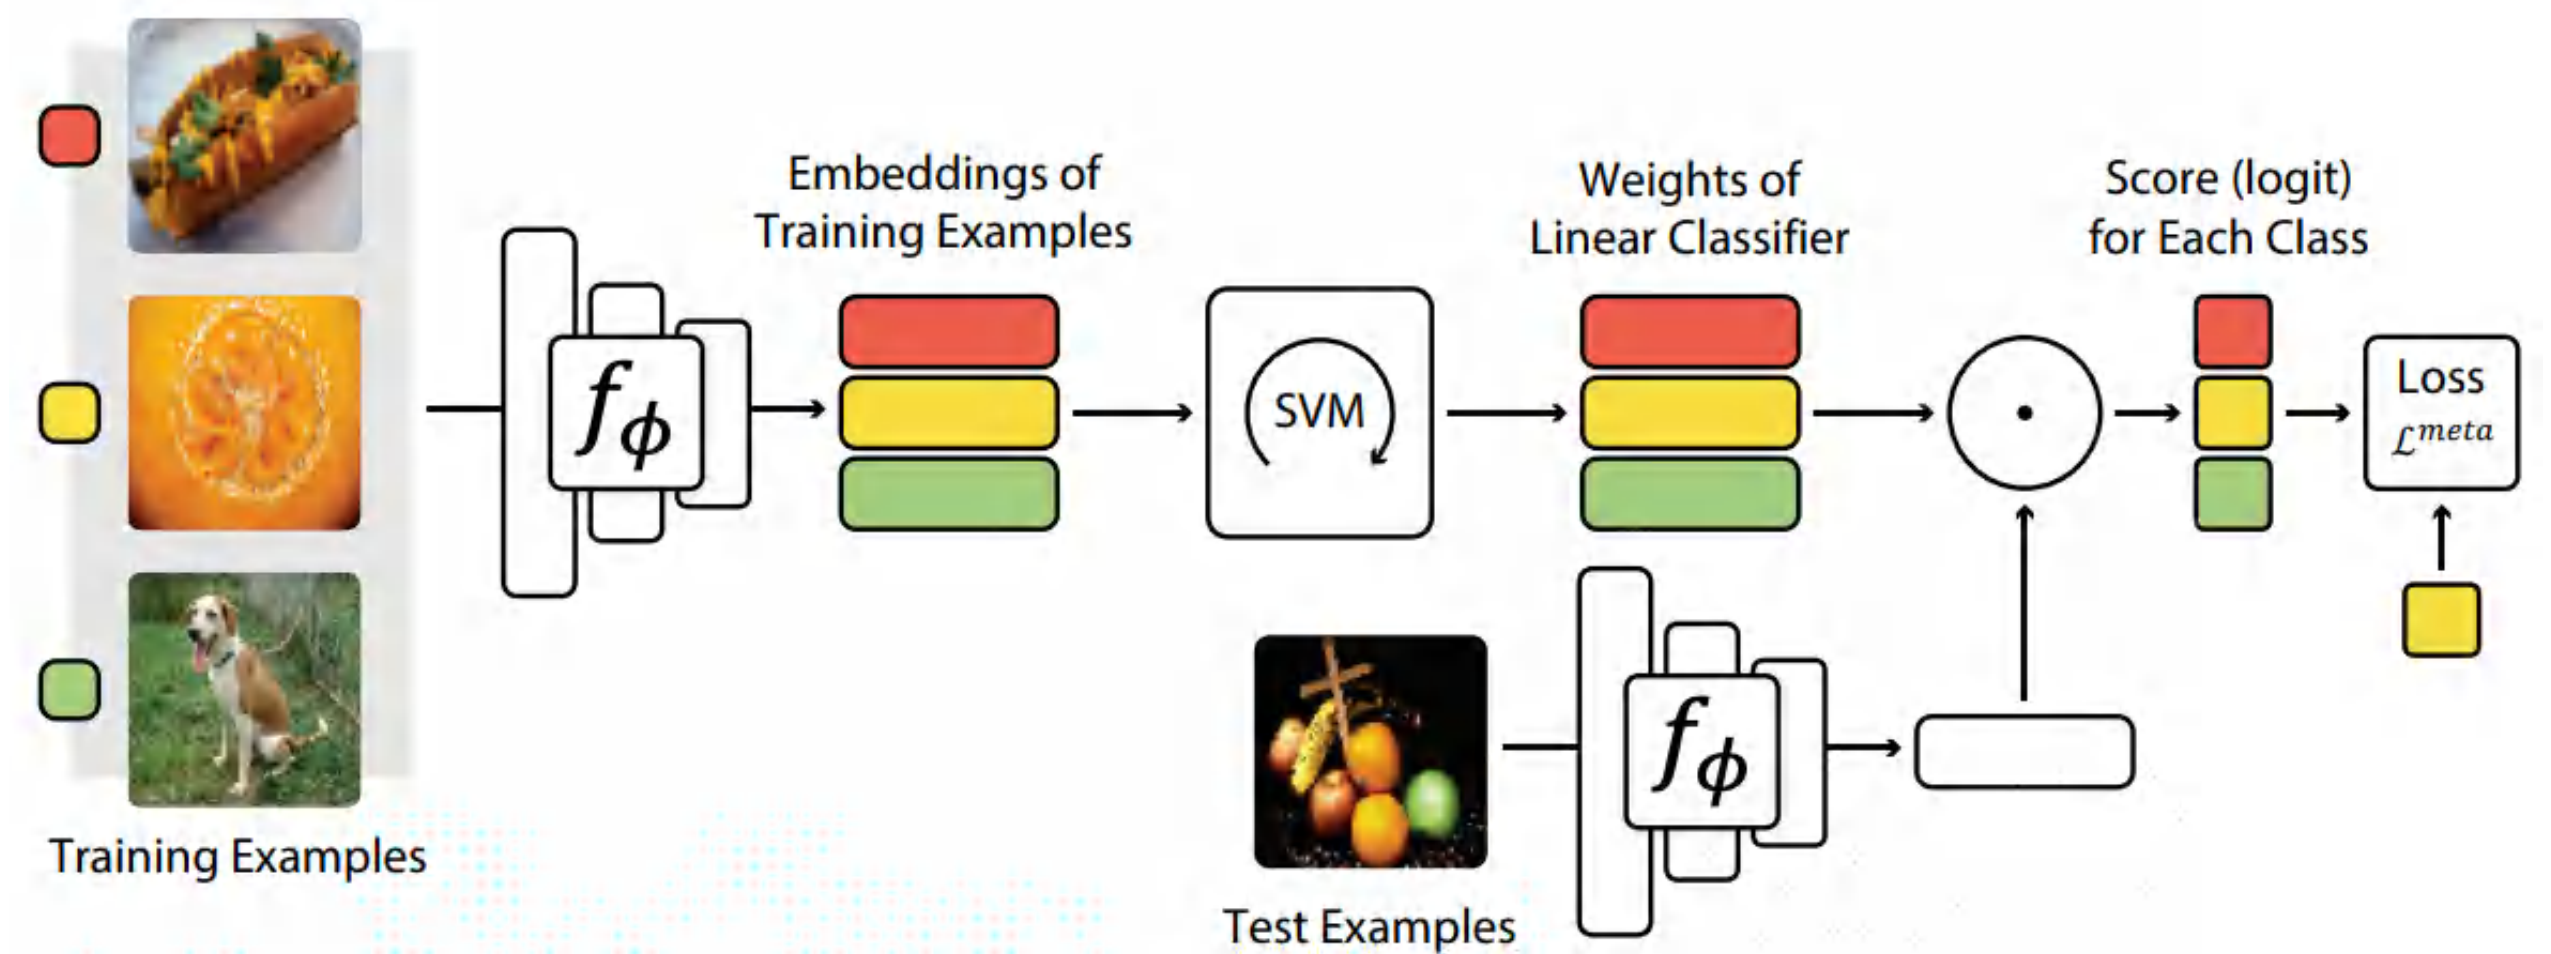 Embeddings of
Training Examples
Weights of
Linear Classifier
Score (logit)
for Each Class
fϕ
SVM
Loss
ℒmeta
fϕ
Training Examples
Test Examples